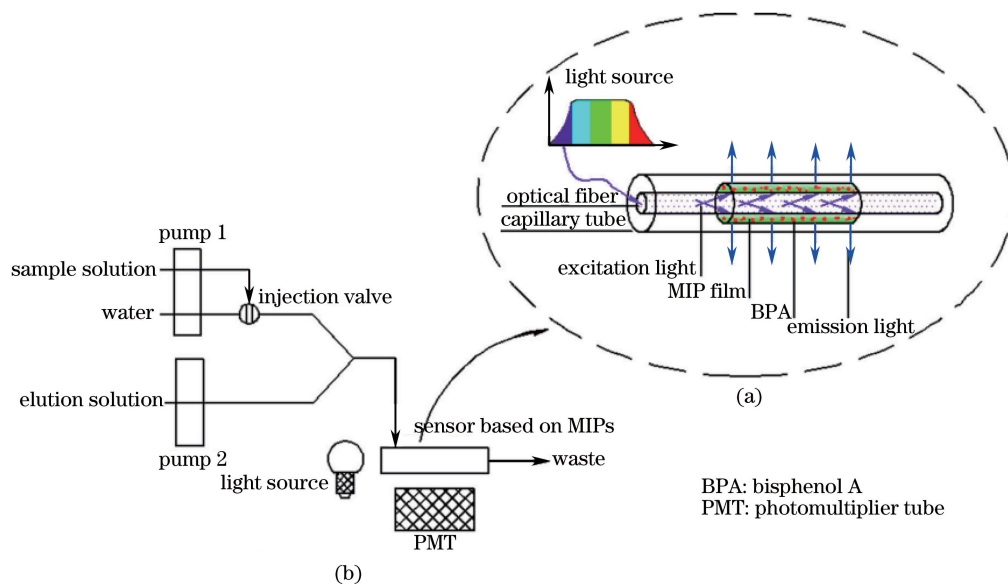 light source
optical fiber
capillary tube
excitation light
MIP film
BPA
emission light
(a)
pump 1
sample solution
injection valve
water
elution solution
pump 2
sensor based on MIPs
light source
waste
PMT
BPA: bisphenol A
PMT: photomultiplier tube
(b)